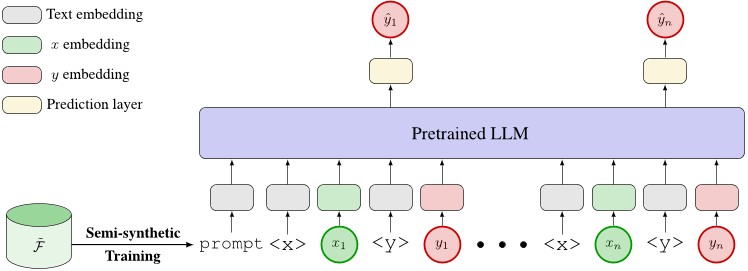 Text embedding
x embedding
y embedding
Prediction layer
ŷ₁
ŷₙ
Pretrained LLM
F̃
Semi-synthetic
Training
prompt <x> x₁ <y> y₁ • • • <x> xₙ <y> yₙ